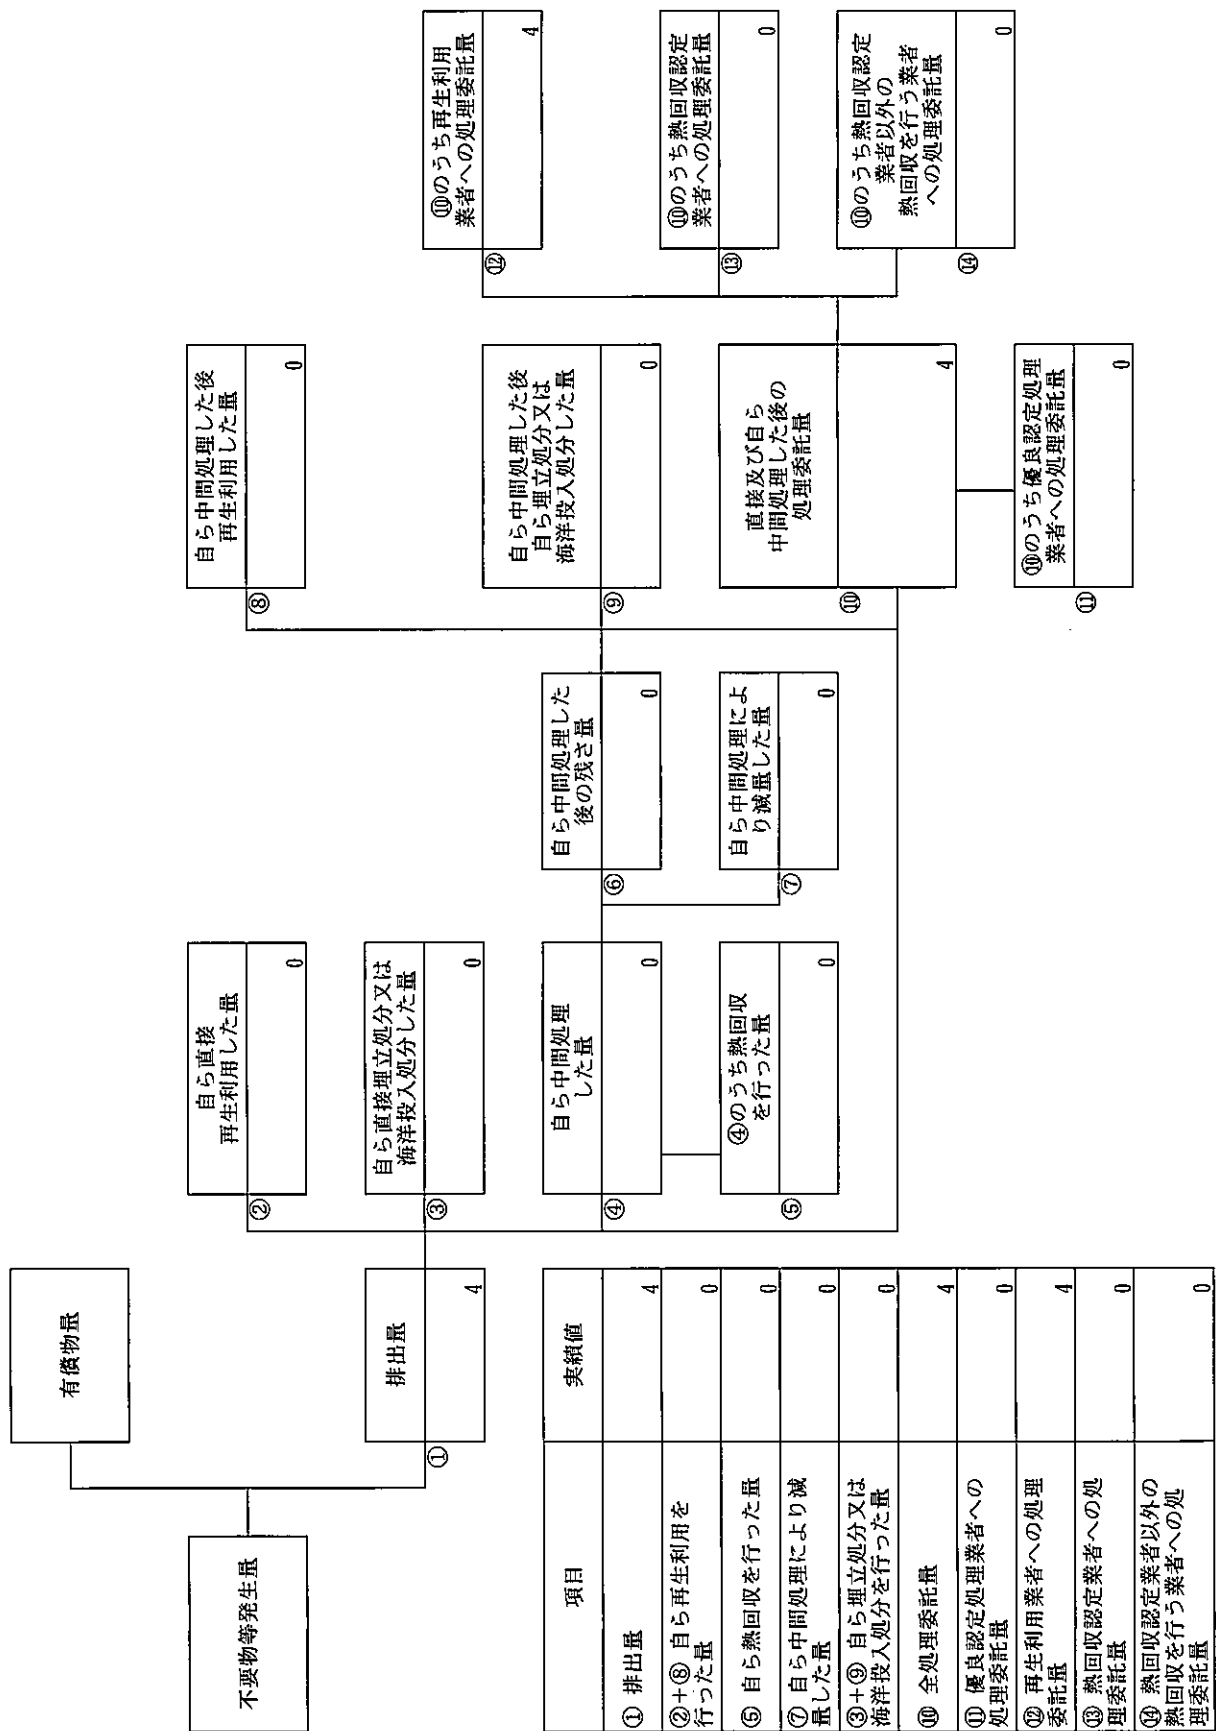 不要物等発生量
有償物量
①
排出量
4
②
自ら直接
再生利用した量
0
③
自ら直接埋立処分又は
海洋投入処分した量
0
④
自ら中間処理
した量
0
⑤
④のうち熱回収
を行った量
0
⑥
自ら中間処理した
後の残さ量
0
⑦
自ら中間処理によ
り減量した量
0
⑧
自ら中間処理した後
再生利用した量
0
⑨
自ら中間処理した後
自ら埋立処分又は
海洋投入処分した量
0
⑩
直接及び自ら
中間処理した後の
処理委託量
4
⑪
⑩のうち優良認定処理
業者への処理委託量
0
⑫
⑩のうち再生利用
業者への処理委託量
4
⑬
⑩のうち熱回収認定
業者への処理委託量
0
⑭
⑩のうち熱回収認定
業者以外の
熱回収を行う業者
への処理委託量
0
項目 実績値
① 排出量 4
②+⑧ 自ら再生利用を
行った量 0
⑤ 自ら熱回収を行った量 0
⑦ 自ら中間処理により減
量した量 0
③+⑨ 自ら埋立処分又は
海洋投入処分を行った量 0
⑩ 全処理委託量 4
⑪ 優良認定処理業者への
処理委託量 0
⑫ 再生利用業者への処理
委託量 4
⑬ 熱回収認定業者への処
理委託量 0
⑭ 熱回収認定業者以外の
熱回収を行う業者への処
理委託量 0